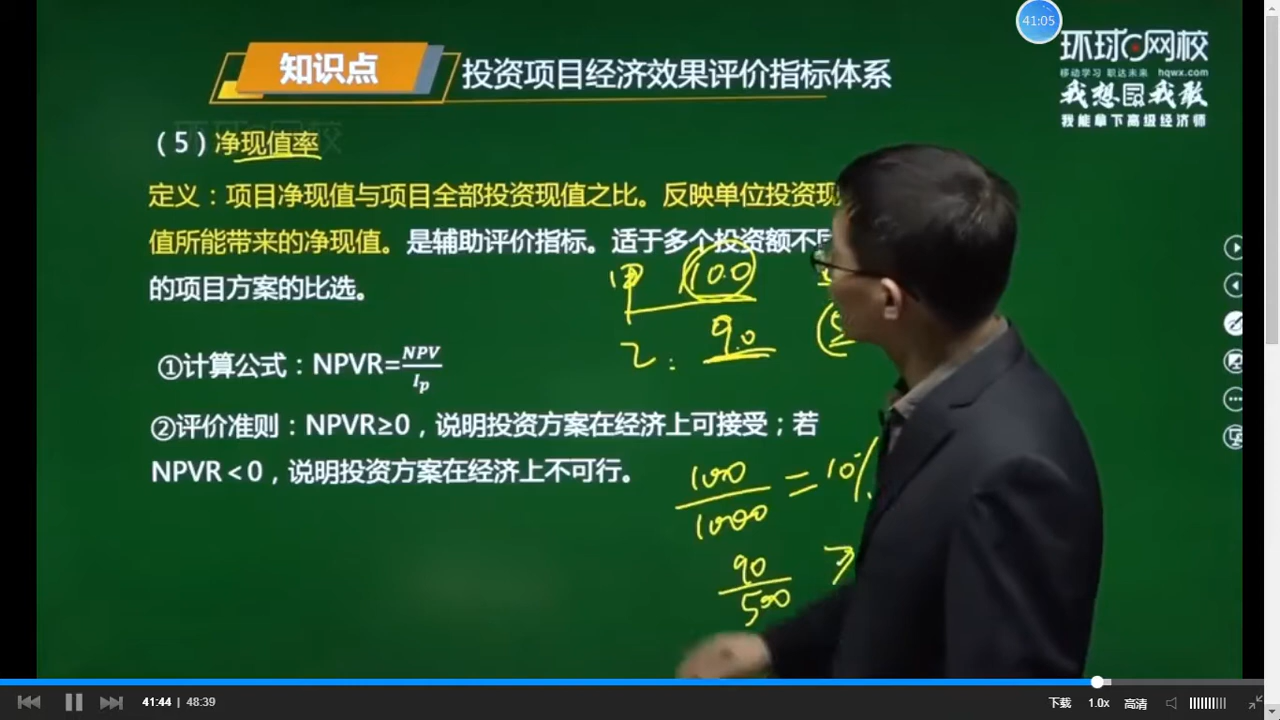 41:05
环球网校
移动学习 职达未来 hqwx.com
我想我敢
我能拿下高级经济师
知识点
投资项目经济效果评价指标体系
（5）净现值率
定义：项目净现值与项目全部投资现值之比。反映单位投资现
值所能带来的净现值。是辅助评价指标。适于多个投资额不同
的项目方案的比选。
甲 100
乙: 90
①计算公式：NPVR=NPV/Ip
②评价准则：NPVR≥0，说明投资方案在经济上可接受；若
NPVR＜0，说明投资方案在经济上不可行。
100/1000 = 10%
90/500 >
41:44 | 48:39
下载 1.0x 高清